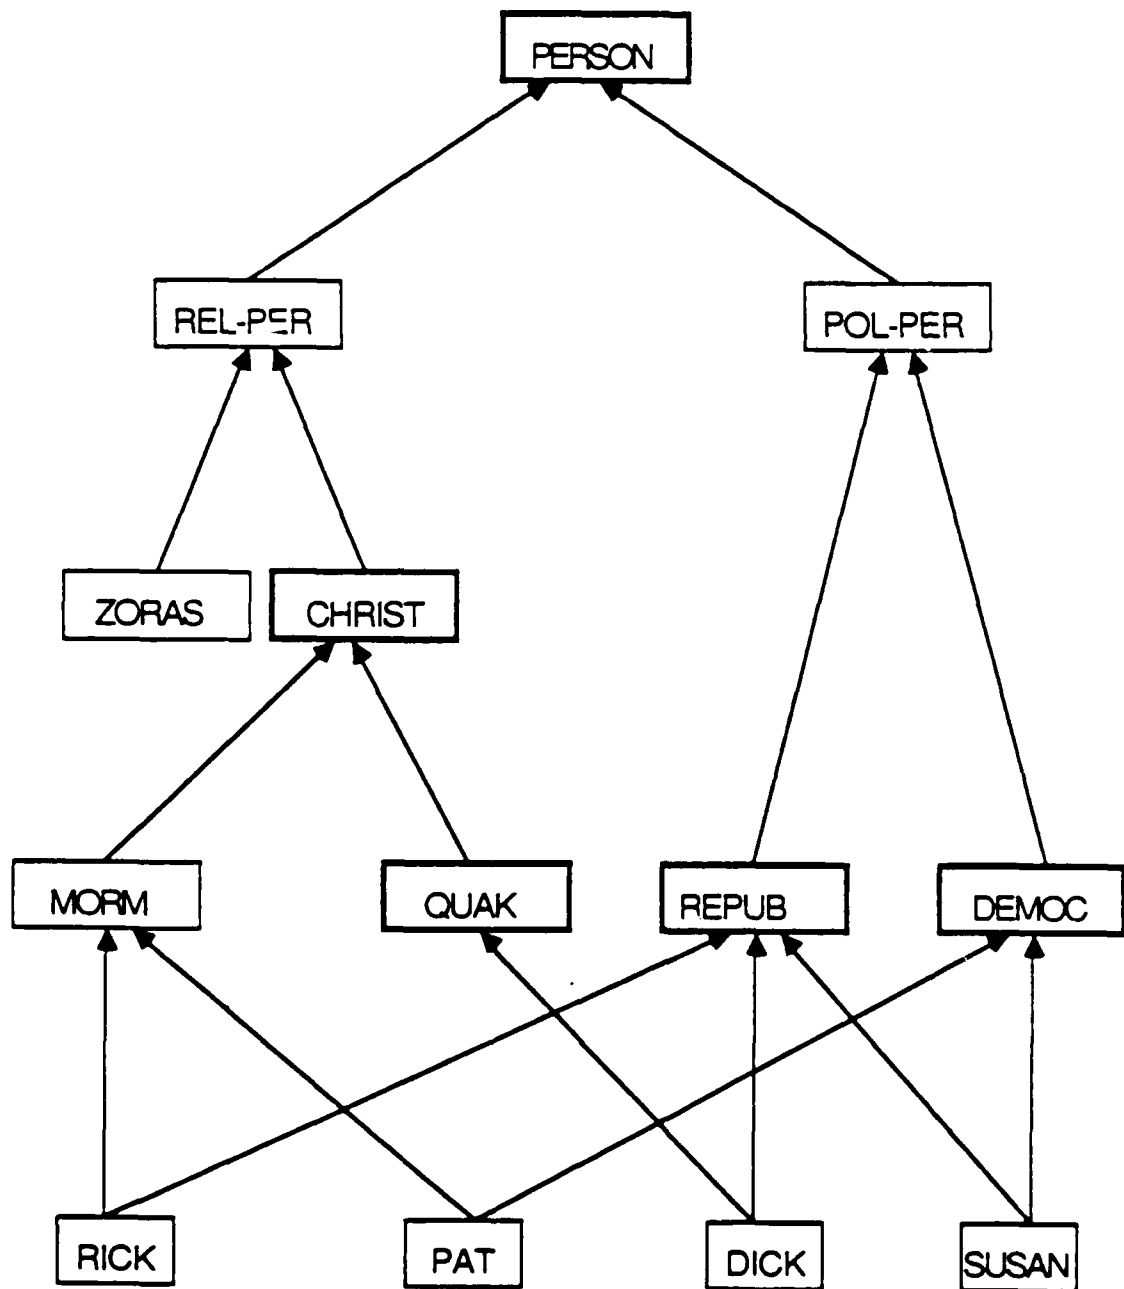 PERSON
REL-PER
POL-PER
ZORAS
CHRIST
MORM
QUAK
REPUB
DEMOC
RICK
PAT
DICK
SUSAN